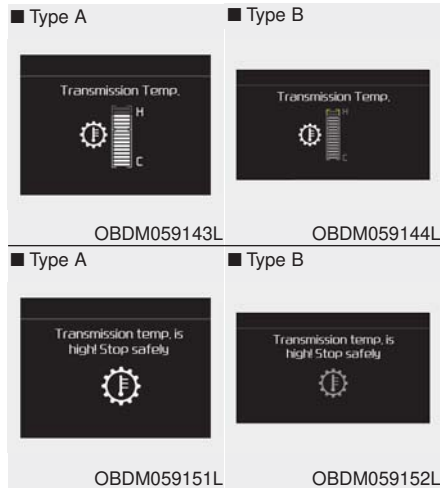 ■ Type A
■ Type B
Transmission Temp.
H
C
Transmission Temp.
H
C
OBDM059143L
OBDM059144L
■ Type A
■ Type B
Transmission temp. is
high! Stop safely
Transmission temp. is
high! Stop safely
OBDM059151L
OBDM059152L